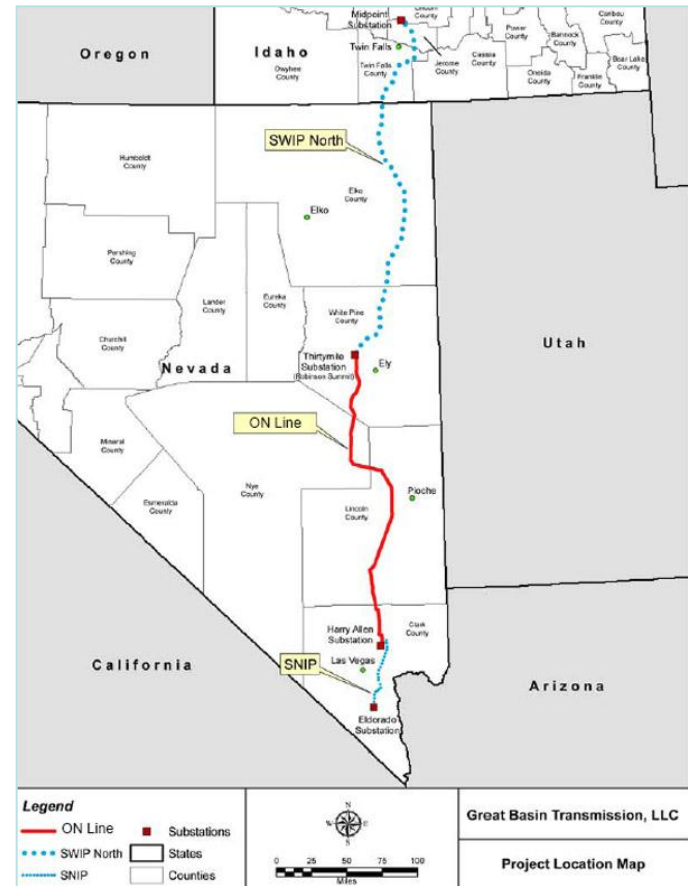 Midpoint
Substation
Lincoln
County
Power
County
Bannock
County
Caribou
County
Oregon
Idaho
Twin Falls
Owyhee
County
Twin Falls
County
Jerome
County
Cassia
County
Oneida
County
Franklin
County
Bear Lake
County
SWIP North
Humboldt
County
Elko
County
Elko
Pershing
County
Lander
County
Eureka
County
White Pine
County
Churchill
County
Nevada
Thirtymile
Substation
(Robinson Summit)
Ely
Utah
ON Line
Mineral
County
Esmeralda
County
Nye
County
Lincoln
County
Pioche
Harry Allen
Substation
Clark
County
Las Vegas
California
SNIP
Arizona
Eldorado
Substation
Legend
ON Line
Substations
SWIP North
States
SNIP
Counties
N
W
E
S
0 25 50 75 100
Miles
Great Basin Transmission, LLC
Project Location Map